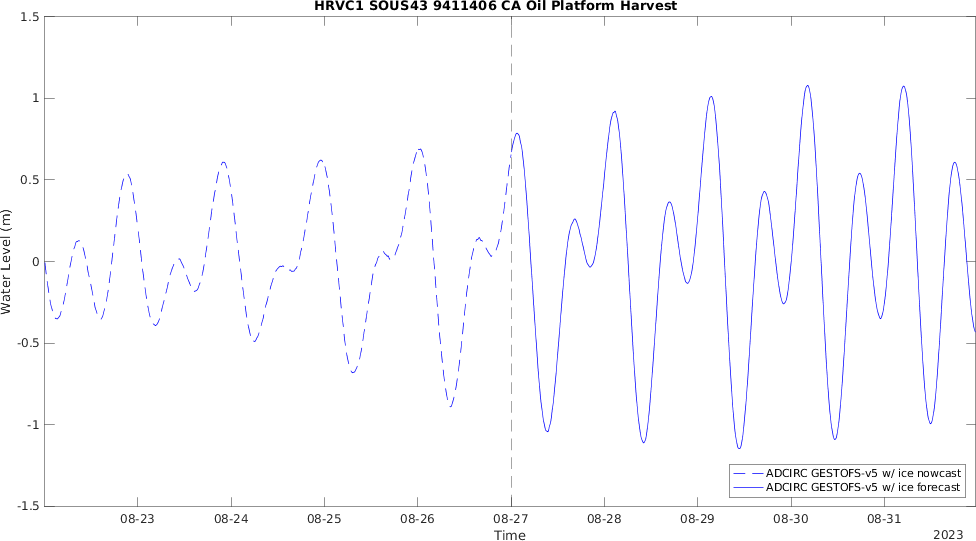 HRVC1 SOUS43 9411406 CA Oil Platform Harvest
1.5
1
0.5
0
-0.5
-1
-1.5
Water Level (m)
ADCIRC GESTOFS-v5 w/ ice nowcast
ADCIRC GESTOFS-v5 w/ ice forecast
08-23 08-24 08-25 08-26 08-27 08-28 08-29 08-30 08-31
Time
2023